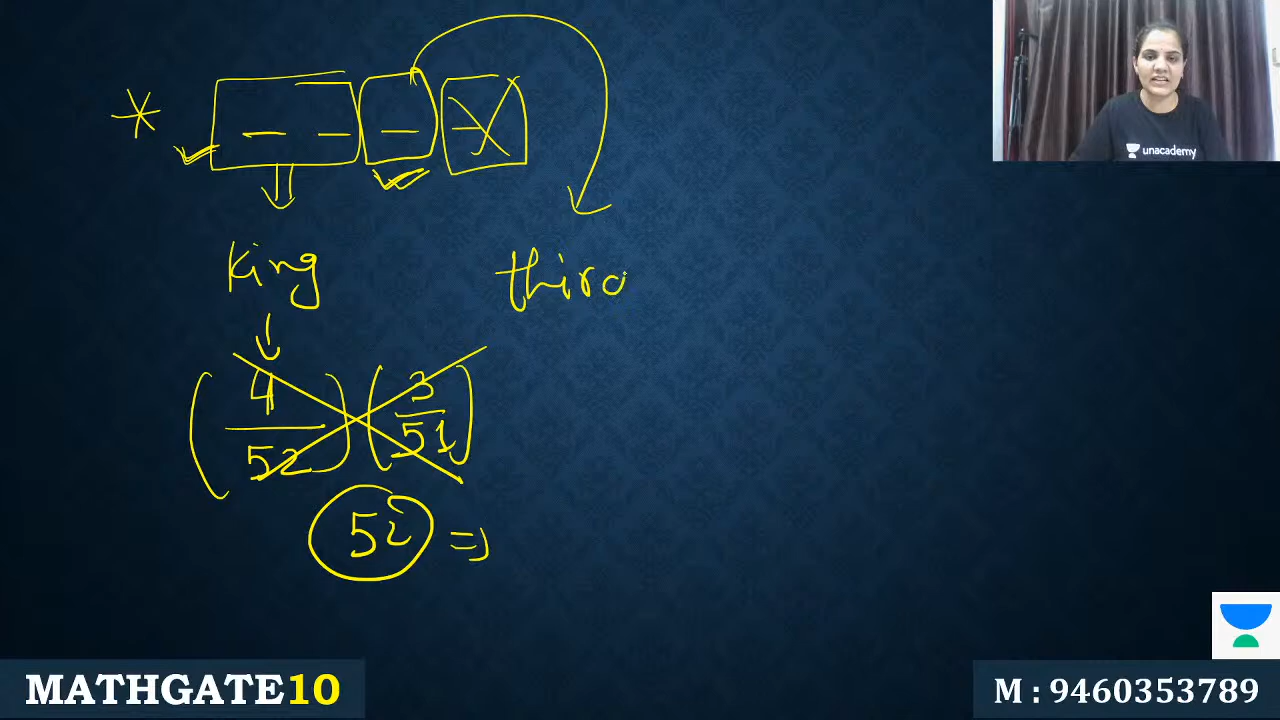 unacademy
king
third
(4/52) (3/51)
52 =>
MATHGATE10
M : 9460353789